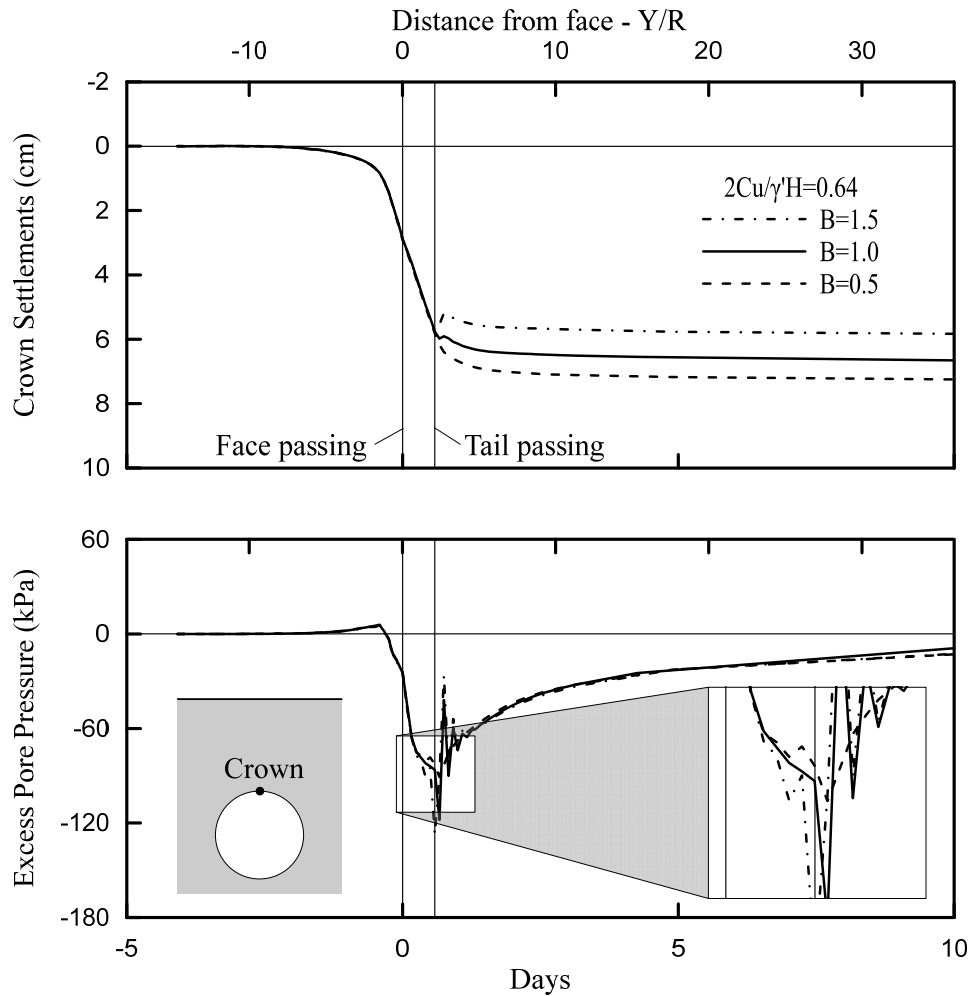 Distance from face - Y/R
-10 0 10 20 30
Crown Settlements (cm)
-2
0
2
4
6
8
10
2Cu/γ'H=0.64
B=1.5
B=1.0
B=0.5
Face passing
Tail passing
Excess Pore Pressure (kPa)
60
0
-60
-120
-180
Crown
-5 0 5 10
Days